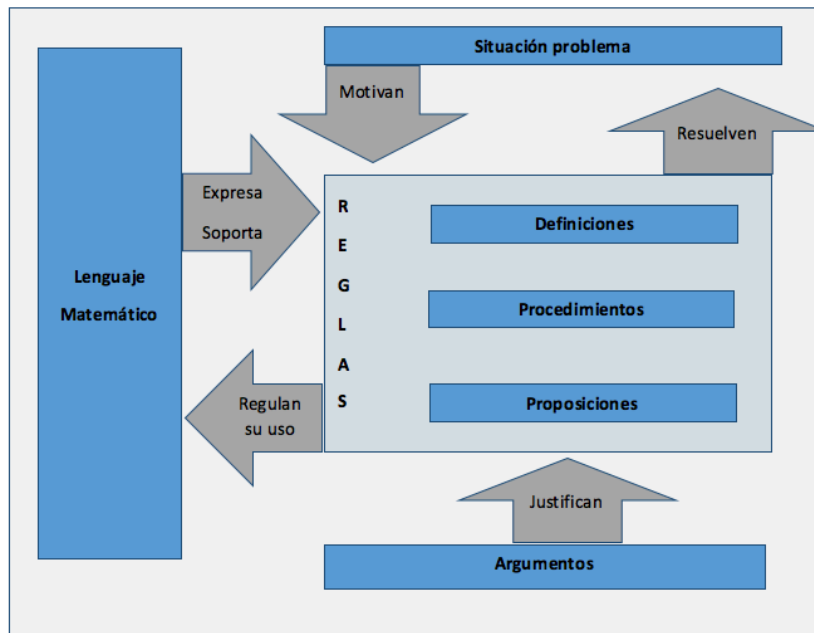 Situación problema
Motivan
Resuelven
Expresa
Soporta
Lenguaje
Matemático
R
E
G
L
A
S
Definiciones
Procedimientos
Proposiciones
Regulan
su uso
Justifican
Argumentos